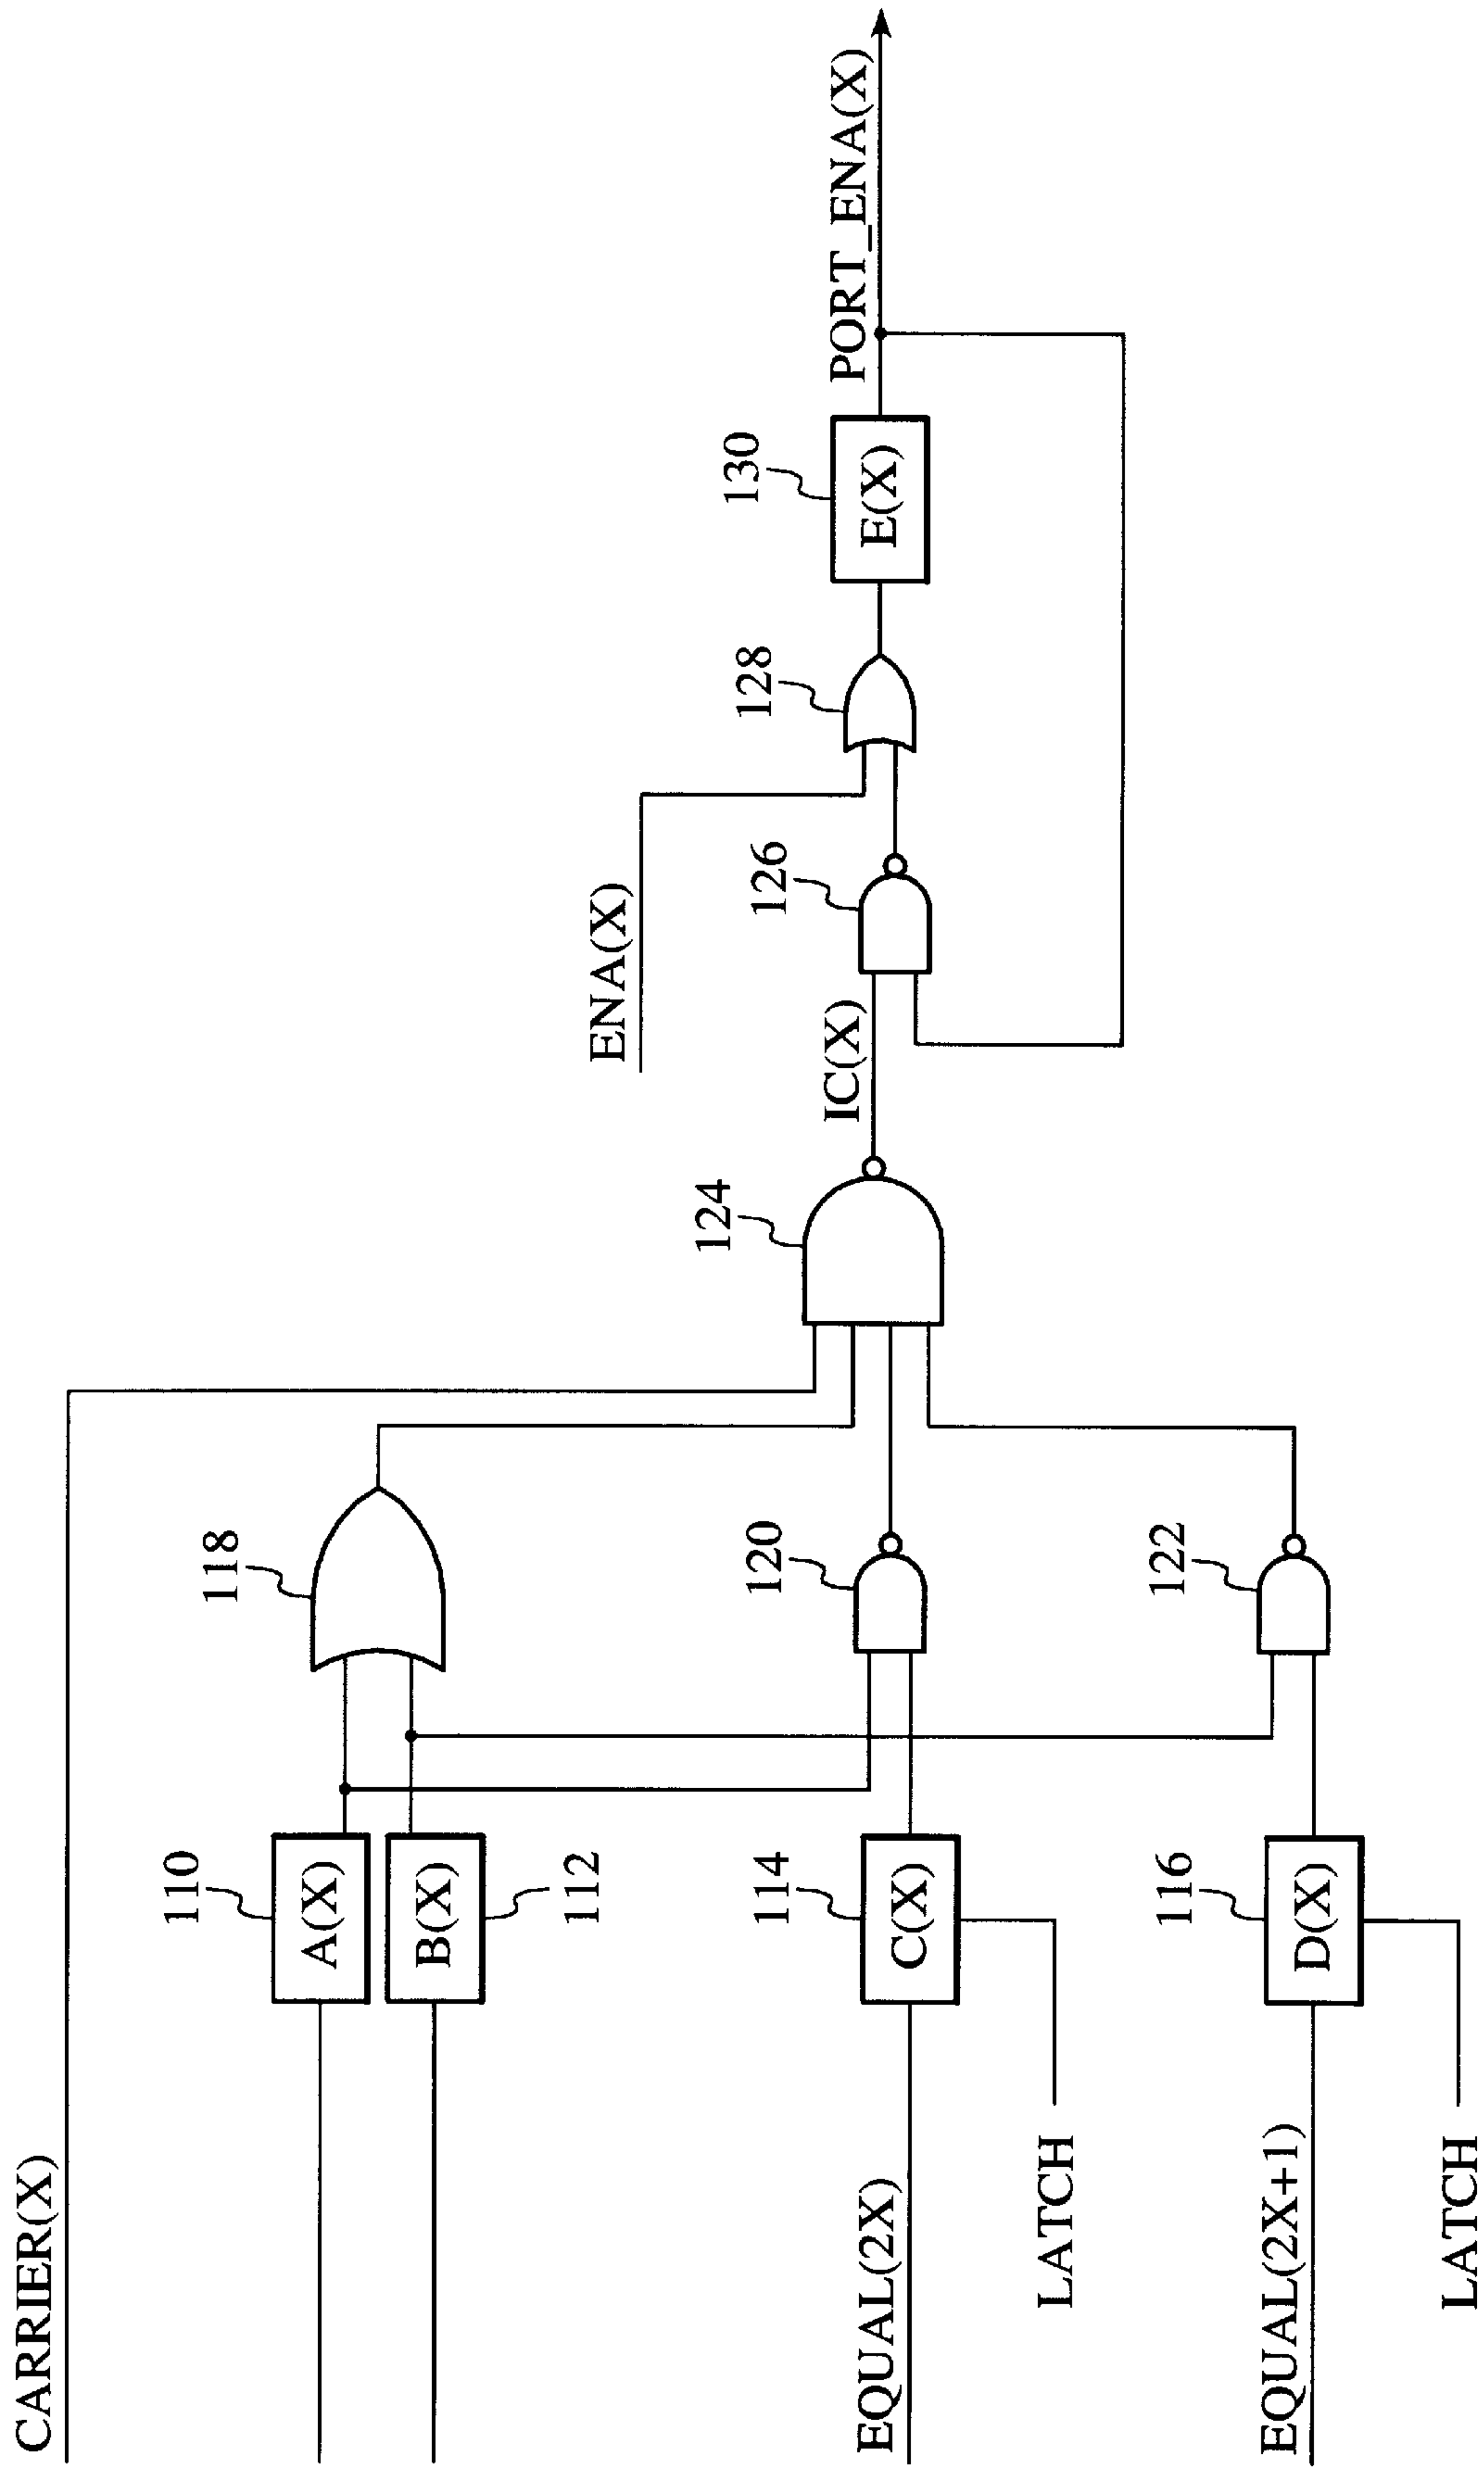 CARRIER(X)
110
A(X)
B(X)
112
118
EQUAL(2X)
114
C(X)
LATCH
120
EQUAL(2X+1)
116
D(X)
LATCH
122
124
IC(X)
ENA(X)
126
128
130
E(X)
PORT_ENA(X)